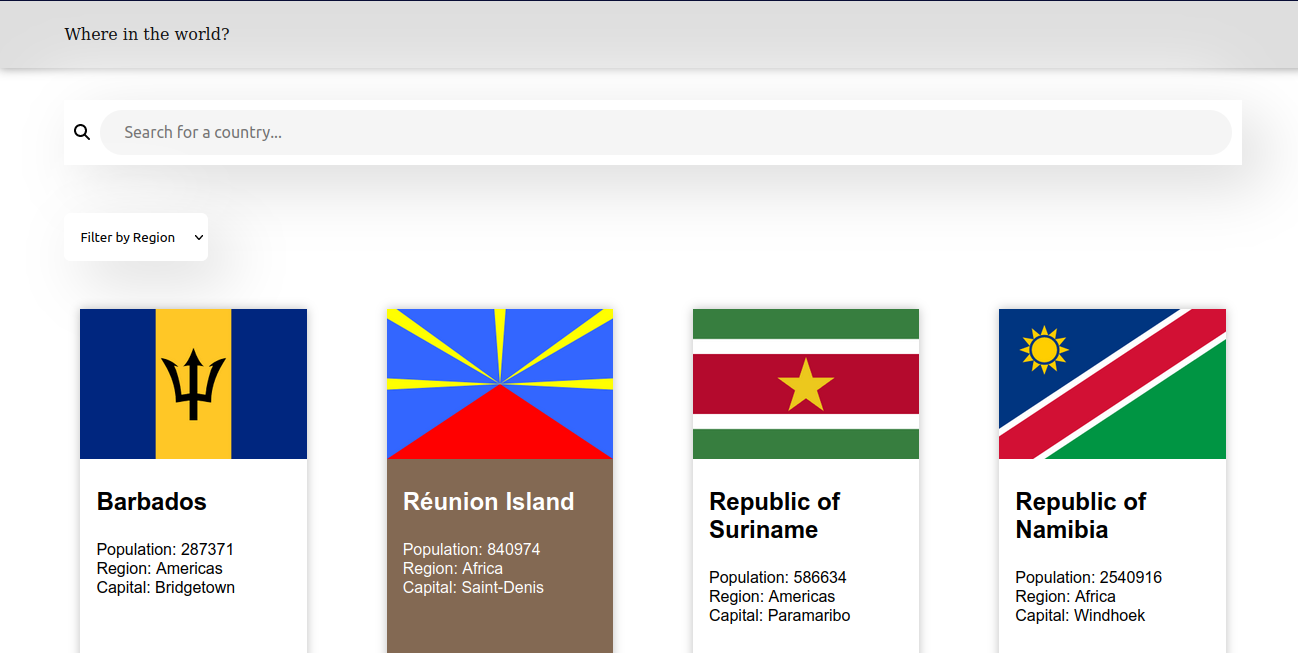 Where in the world?
Search for a country...
Filter by Region
Barbados
Population: 287371
Region: Americas
Capital: Bridgetown
Réunion Island
Population: 840974
Region: Africa
Capital: Saint-Denis
Republic of
Suriname
Population: 586634
Region: Americas
Capital: Paramaribo
Republic of
Namibia
Population: 2540916
Region: Africa
Capital: Windhoek